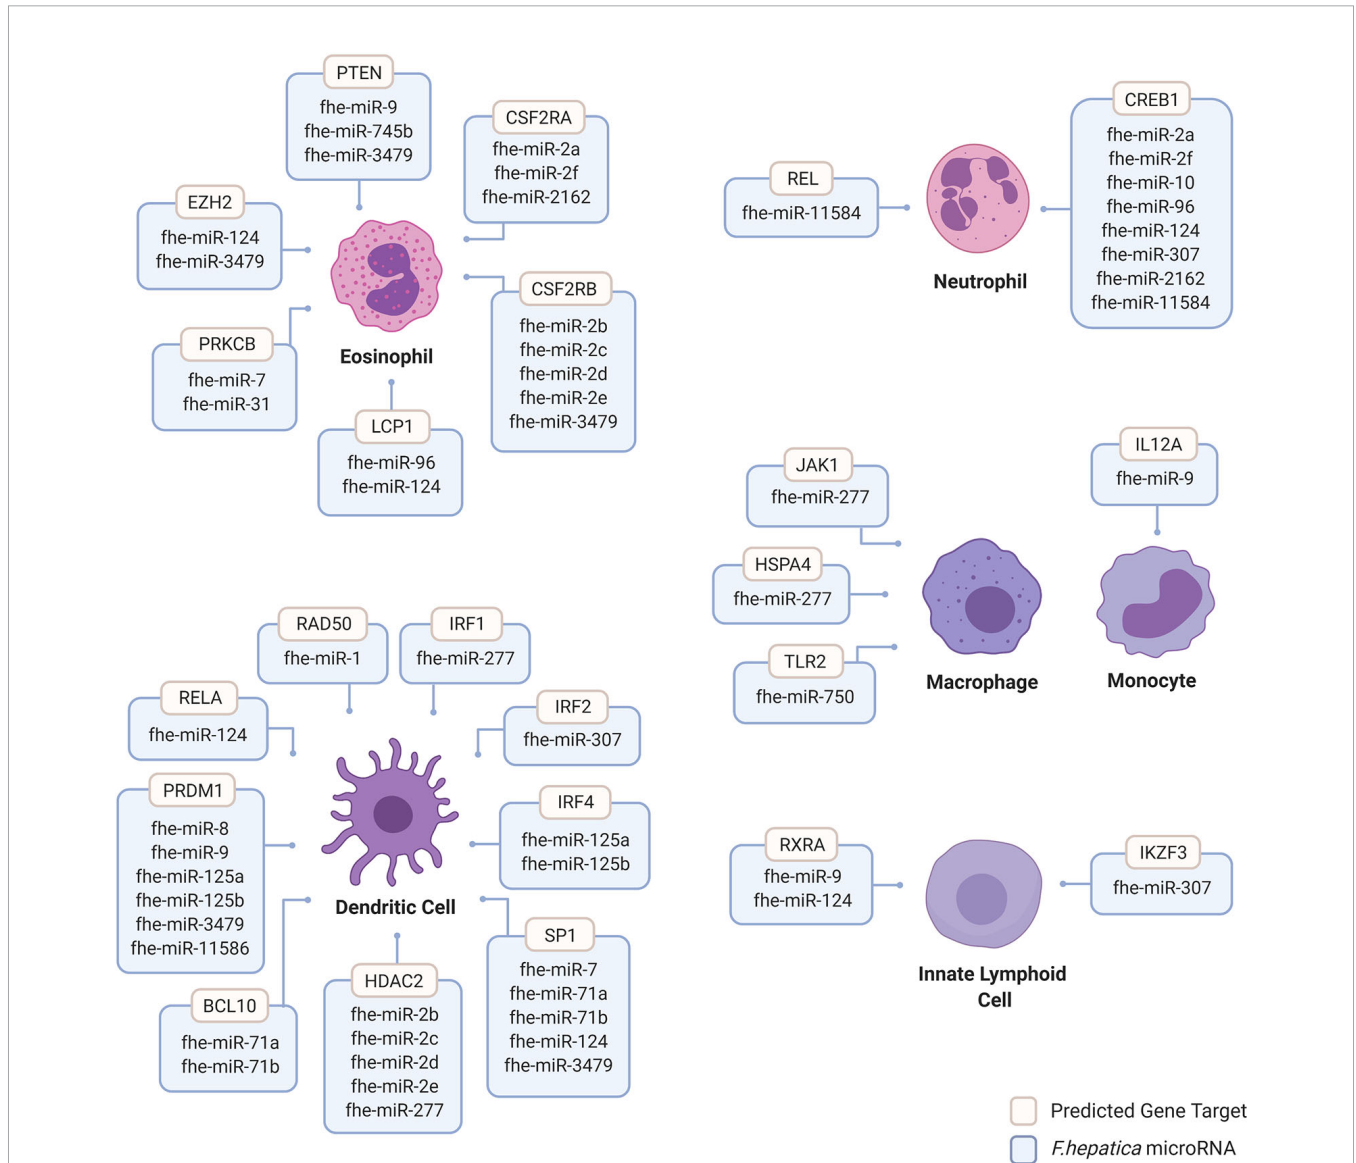 PTEN
fhe-miR-9
fhe-miR-745b
fhe-miR-3479
CSF2RA
fhe-miR-2a
fhe-miR-2f
fhe-miR-2162
EZH2
fhe-miR-124
fhe-miR-3479
CSF2RB
fhe-miR-2b
fhe-miR-2c
fhe-miR-2d
fhe-miR-2e
fhe-miR-3479
PRKCB
fhe-miR-7
fhe-miR-31
Eosinophil
LCP1
fhe-miR-96
fhe-miR-124
REL
fhe-miR-11584
Neutrophil
CREB1
fhe-miR-2a
fhe-miR-2f
fhe-miR-10
fhe-miR-96
fhe-miR-124
fhe-miR-307
fhe-miR-2162
fhe-miR-11584
JAK1
fhe-miR-277
HSPA4
fhe-miR-277
TLR2
fhe-miR-750
Macrophage
IL12A
fhe-miR-9
Monocyte
RAD50
fhe-miR-1
IRF1
fhe-miR-277
RELA
fhe-miR-124
IRF2
fhe-miR-307
PRDM1
fhe-miR-8
fhe-miR-9
fhe-miR-125a
fhe-miR-125b
fhe-miR-3479
fhe-miR-11586
IRF4
fhe-miR-125a
fhe-miR-125b
Dendritic Cell
BCL10
fhe-miR-71a
fhe-miR-71b
HDAC2
fhe-miR-2b
fhe-miR-2c
fhe-miR-2d
fhe-miR-2e
fhe-miR-277
SP1
fhe-miR-7
fhe-miR-71a
fhe-miR-71b
fhe-miR-124
fhe-miR-3479
RXRA
fhe-miR-9
fhe-miR-124
IKZF3
fhe-miR-307
Innate Lymphoid
Cell
Predicted Gene Target
F.hepatica microRNA